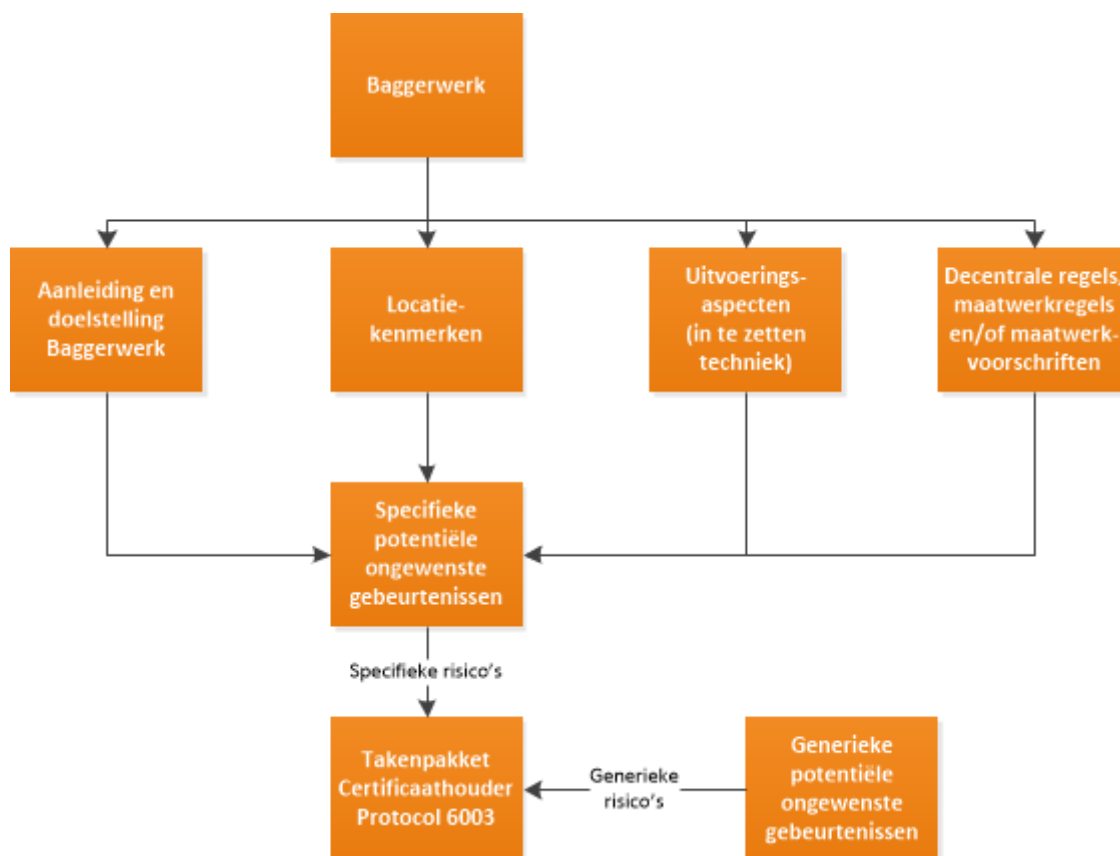 Baggerwerk
Aanleiding en
doelstelling
Baggerwerk
Locatie-
kenmerken
Uitvoerings-
aspecten
(in te zetten
techniek)
Decentrale regels,
maatwerkregels
en/of maatwerk-
voorschriften
Specifieke
potentiële
ongewenste
gebeurtenissen
Specifieke risico's
Takenpakket
Certificaathouder
Protocol 6003
Generieke
risico's
Generieke
potentiële
ongewenste
gebeurtenissen